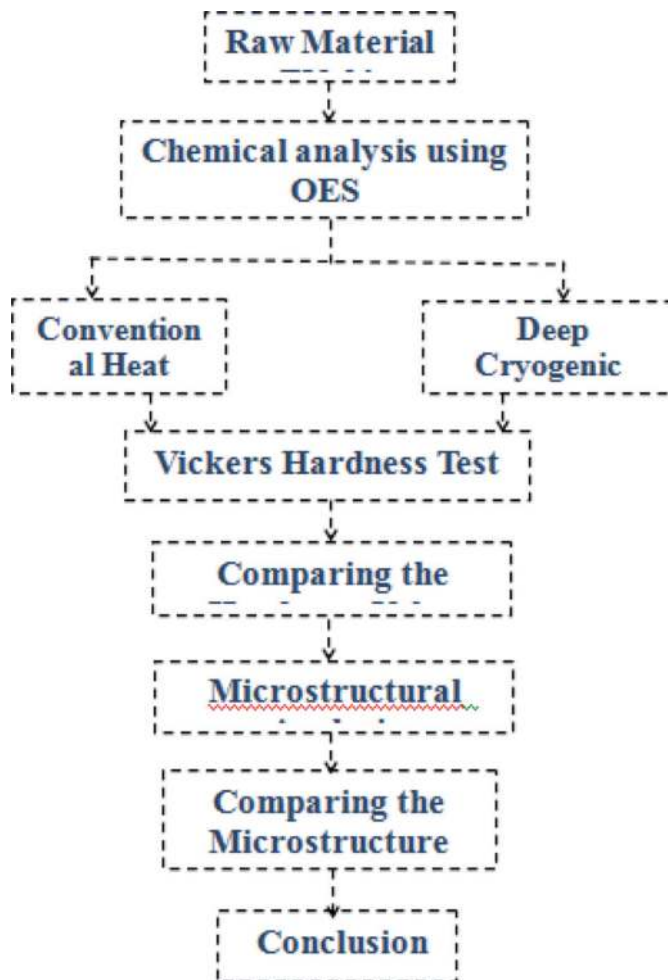 Raw Material
Chemical analysis using
OES
Convention
al Heat
Deep
Cryogenic
Vickers Hardness Test
Comparing the
Microstructural
Comparing the
Microstructure
Conclusion